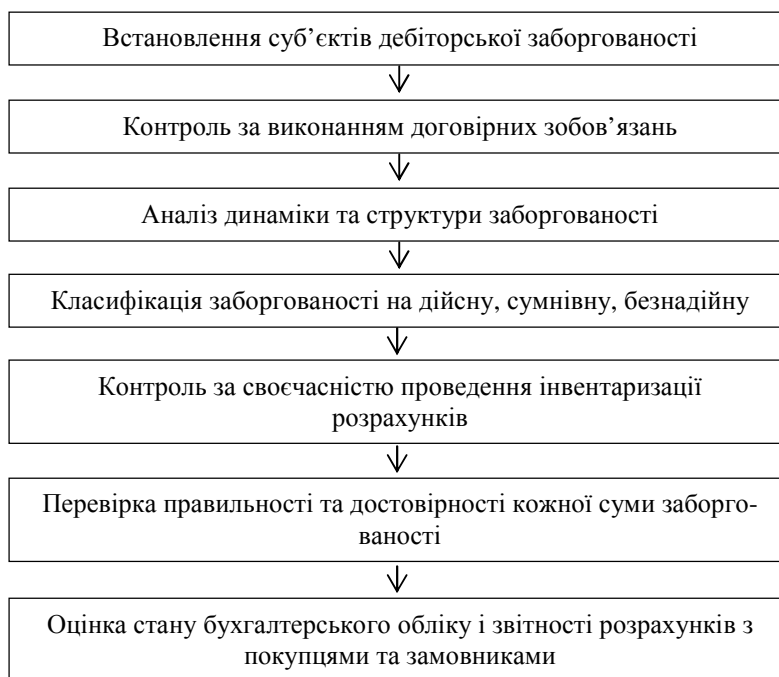 Встановлення суб’єктів дебіторської заборгованості
Контроль за виконанням договірних зобов’язань
Аналіз динаміки та структури заборгованості
Класифікація заборгованості на дійсну, сумнівну, безнадійну
Контроль за своєчасністю проведення інвентаризації
розрахунків
Перевірка правильності та достовірності кожної суми заборго-
ваності
Оцінка стану бухгалтерського обліку і звітності розрахунків з
покупцями та замовниками